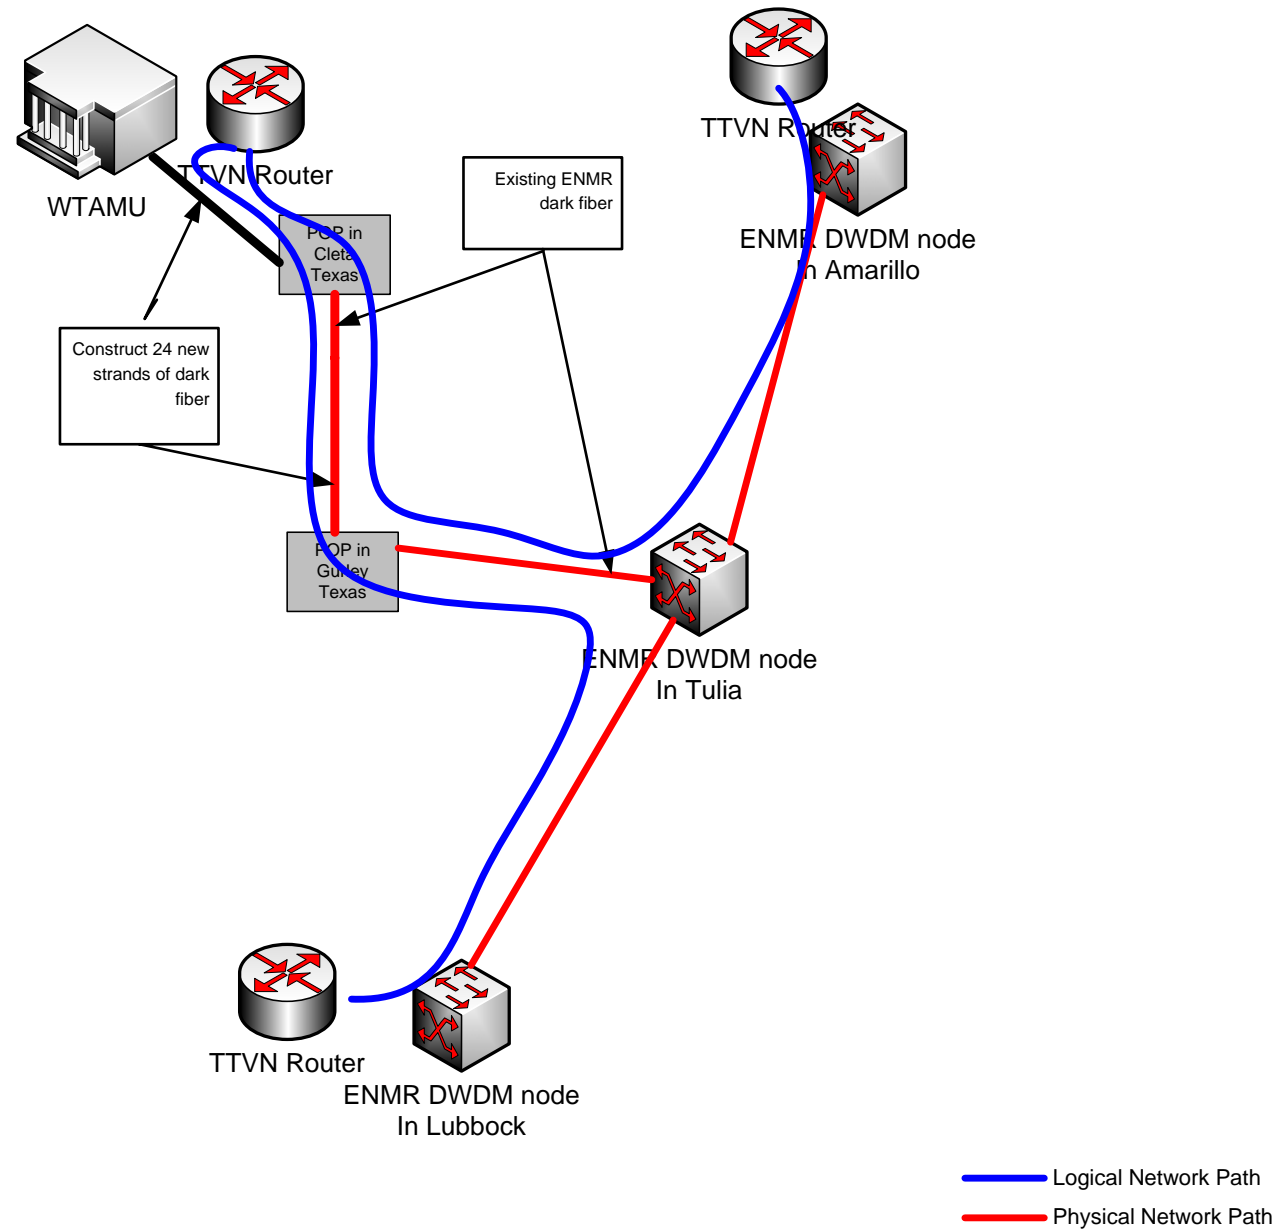 TTVN Router
ENMR DWDM node
In Amarillo
WTAMU
TTVN Router
Existing ENMR
dark fiber
POP in
Cleta
Texas
Construct 24 new
strands of dark
fiber
POP in
Gurley
Texas
ENMR DWDM node
In Tulia
TTVN Router
ENMR DWDM node
In Lubbock
Logical Network Path
Physical Network Path